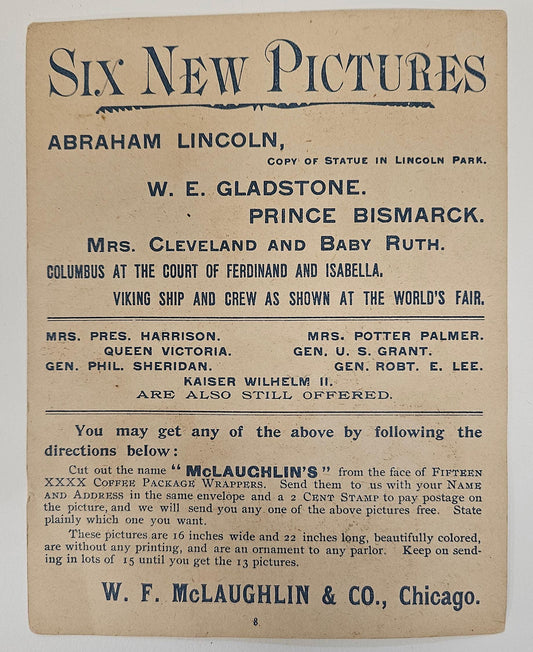 SIX NEW PICTURES
ABRAHAM LINCOLN,
COPY OF STATUE IN LINCOLN PARK.
W. E. GLADSTONE.
PRINCE BISMARCK.
MRS. CLEVELAND AND BABY RUTH.
COLUMBUS AT THE COURT OF FERDINAND AND ISABELLA.
VIKING SHIP AND CREW AS SHOWN AT THE WORLD'S FAIR.
MRS. PRES. HARRISON. MRS. POTTER PALMER.
QUEEN VICTORIA. GEN. U. S. GRANT.
GEN. PHIL. SHERIDAN. GEN. ROBT. E. LEE.
KAISER WILHELM II.
ARE ALSO STILL OFFERED.
You may get any of the above by following the
directions below:
Cut out the name "McLAUGHLIN'S" from the face of FIFTEEN
XXXX COFFEE PACKAGE WRAPPERS. Send them to us with your NAME
AND ADDRESS in the same envelope and a 2 CENT STAMP to pay postage on
the picture, and we will send you any one of the above pictures free. State
plainly which one you want.
These pictures are 16 inches wide and 22 inches long, beautifully colored,
are without any printing, and are an ornament to any parlor. Keep on send-
ing in lots of 15 until you get the 13 pictures.
W. F. McLAUGHLIN & CO., Chicago.
8.